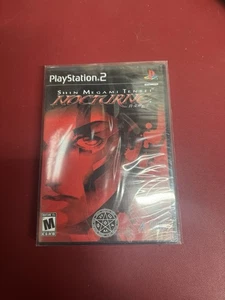 PlayStation 2
Shin Megami Tensei
NOCTURNE
M